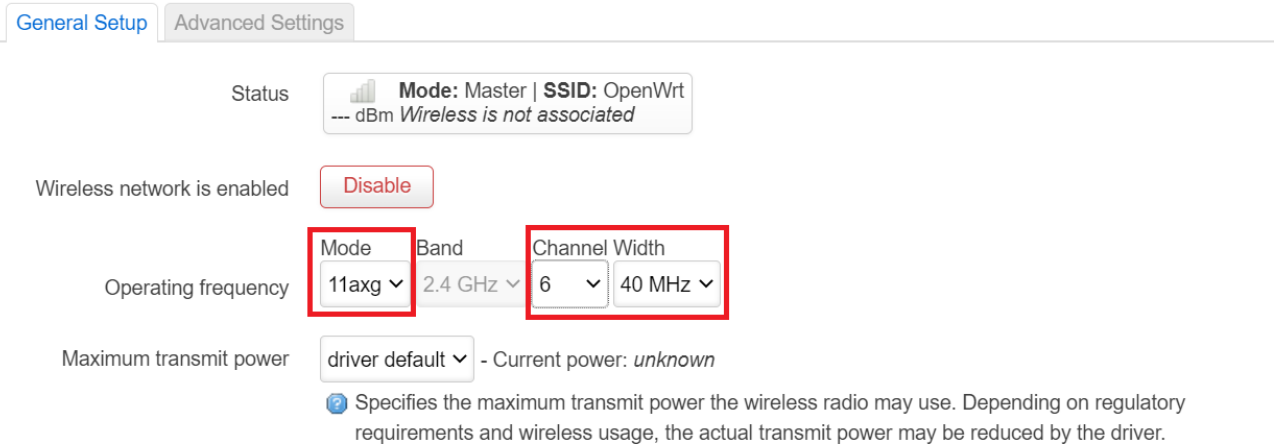 General Setup Advanced Settings
Status Mode: Master | SSID: OpenWrt
--- dBm Wireless is not associated
Wireless network is enabled Disable
Mode Band Channel Width
Operating frequency 11axg 2.4 GHz 6 40 MHz
Maximum transmit power driver default - Current power: unknown
Specifies the maximum transmit power the wireless radio may use. Depending on regulatory
requirements and wireless usage, the actual transmit power may be reduced by the driver.